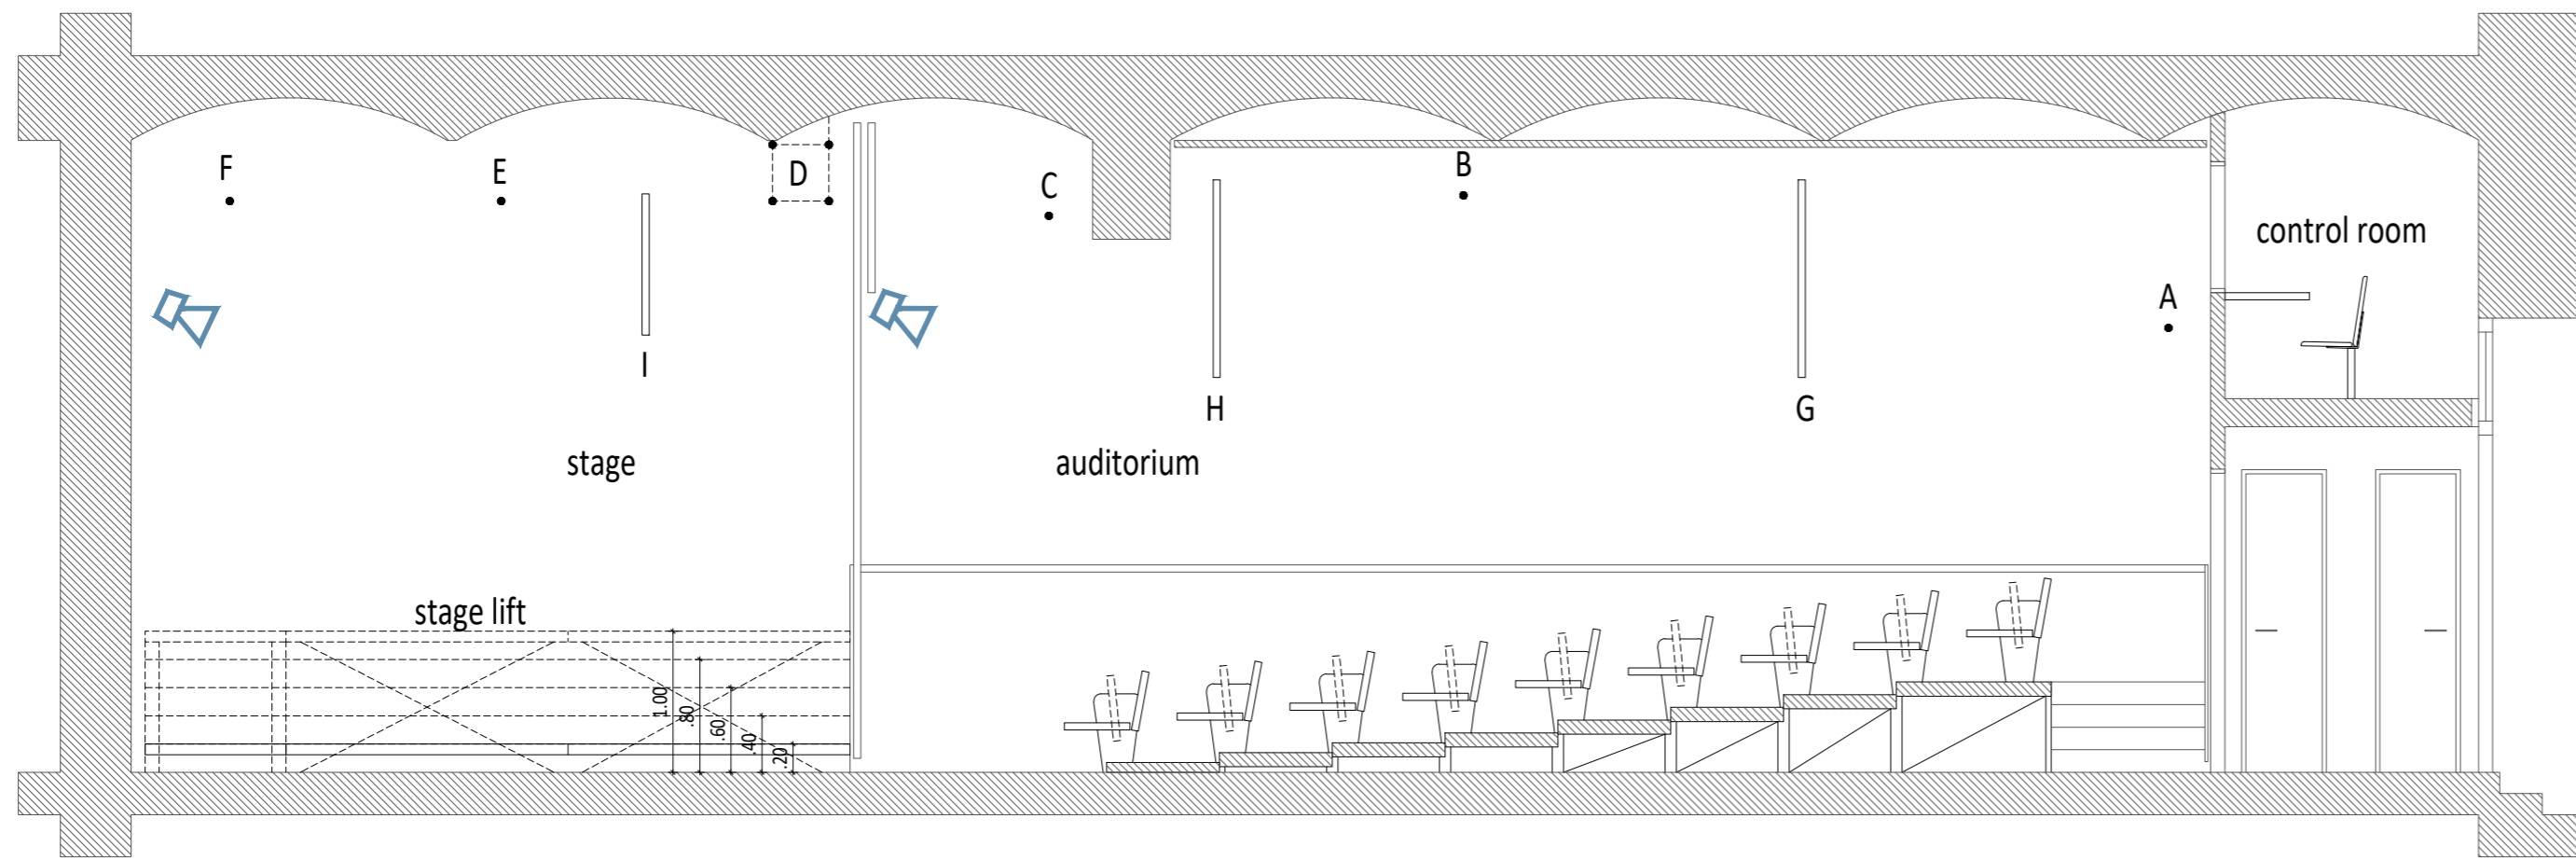 F
E
D
B
C
control room
A
I
H
G
stage
auditorium
stage lift
1.00
.80
.60
.40
.20